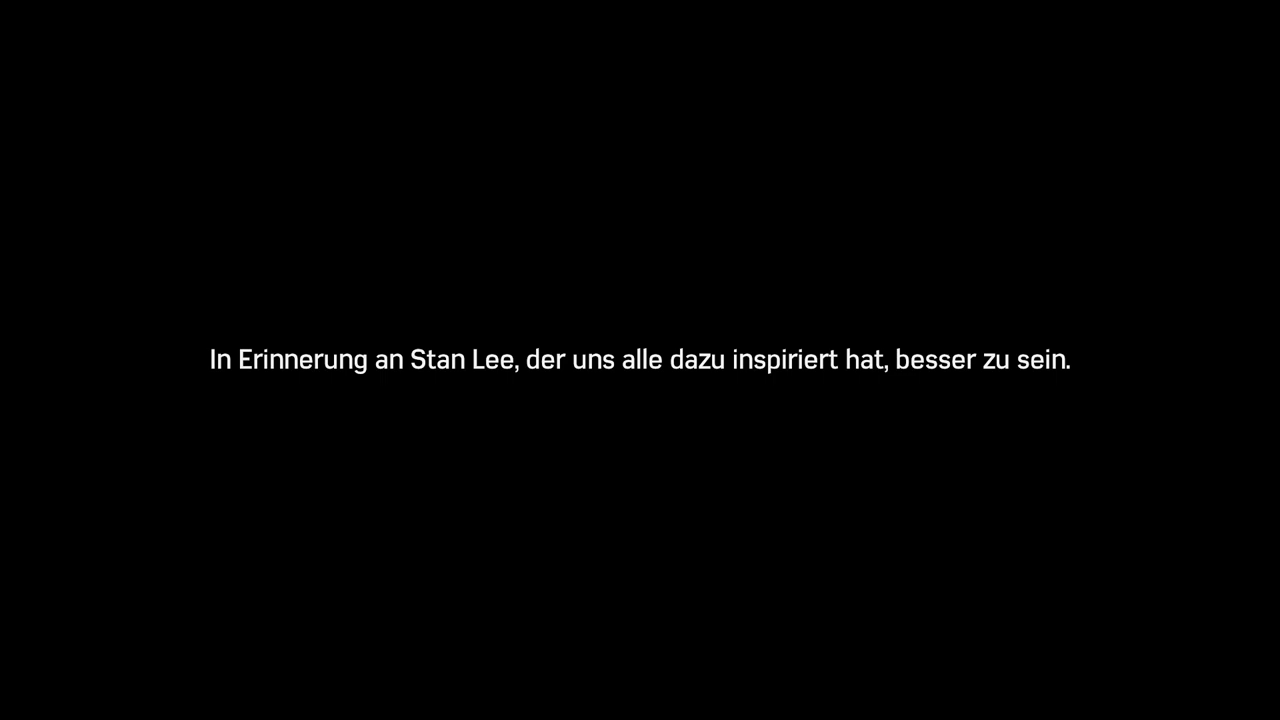 In Erinnerung an Stan Lee, der uns alle dazu inspiriert hat, besser zu sein.